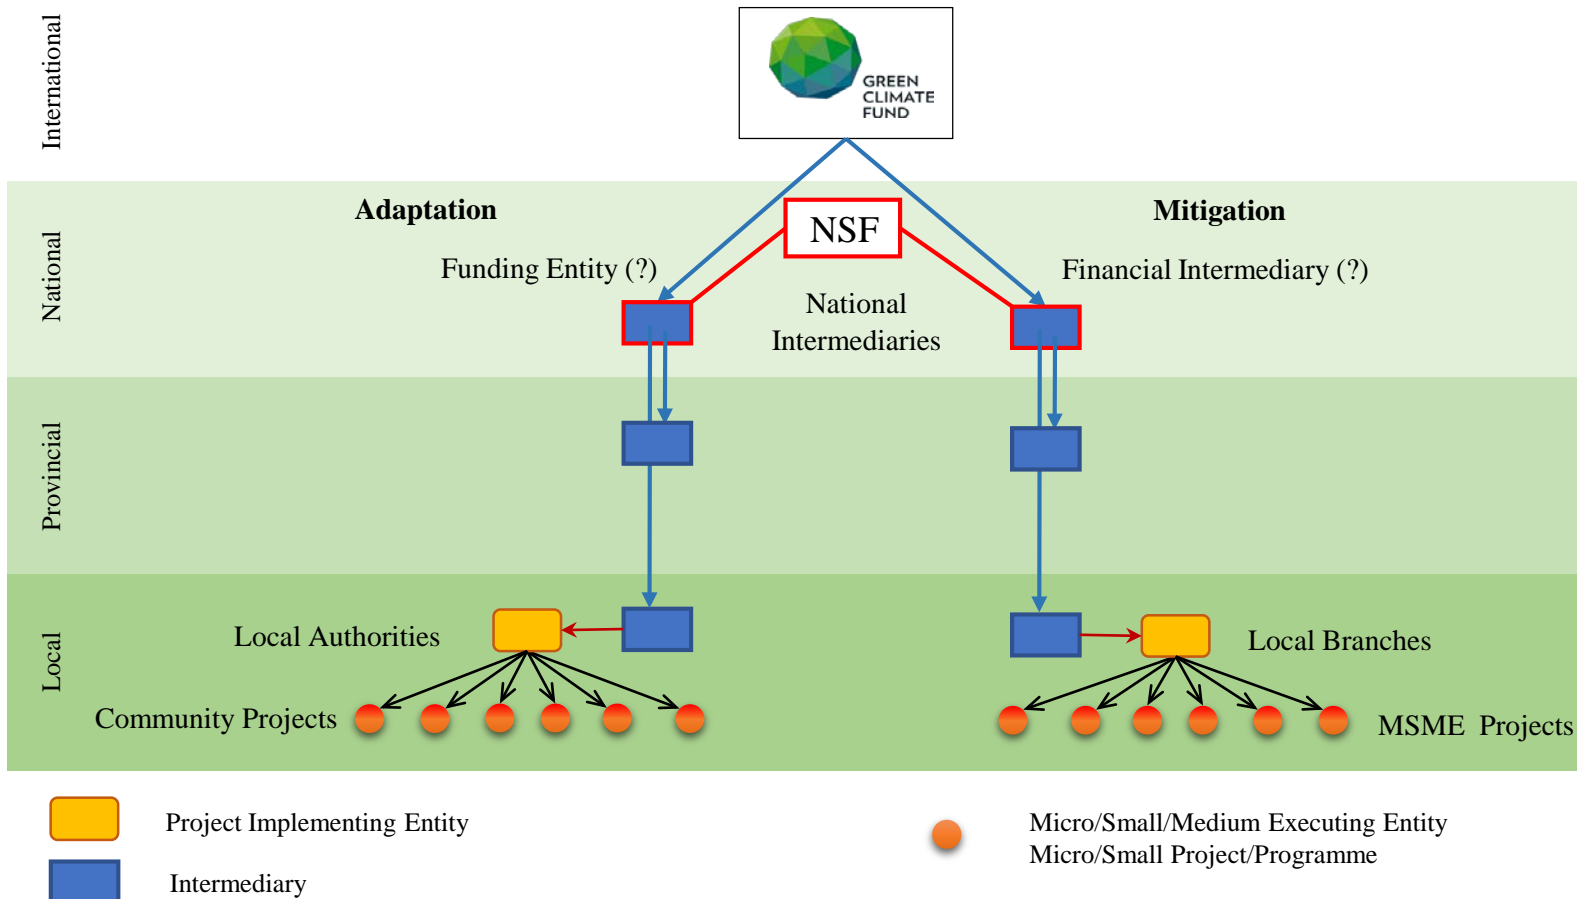 International
GREEN
CLIMATE
FUND
National
Adaptation
NSF
Mitigation
Funding Entity (?)
Financial Intermediary (?)
National
Intermediaries
Provincial
Local
Local Authorities
Local Branches
Community Projects
MSME Projects
Project Implementing Entity
Micro/Small/Medium Executing Entity
Micro/Small Project/Programme
Intermediary